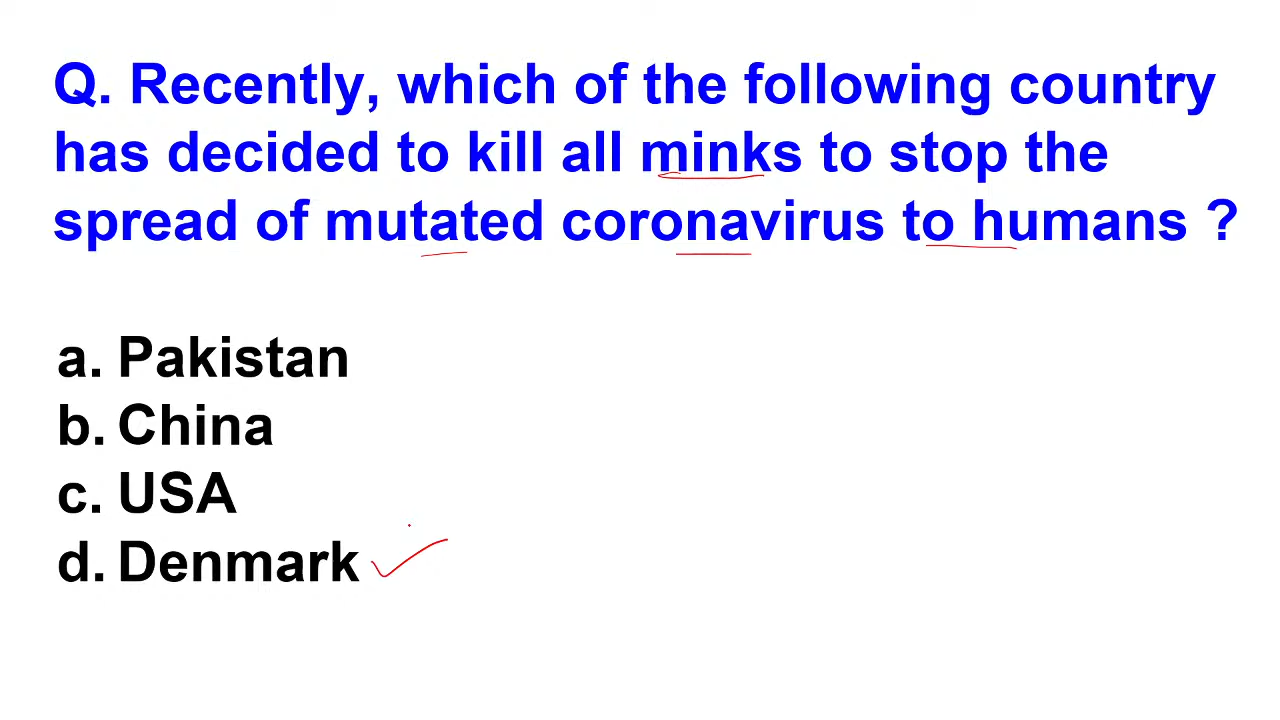 Q. Recently, which of the following country
has decided to kill all minks to stop the
spread of mutated coronavirus to humans ?
a. Pakistan
b. China
c. USA
d. Denmark